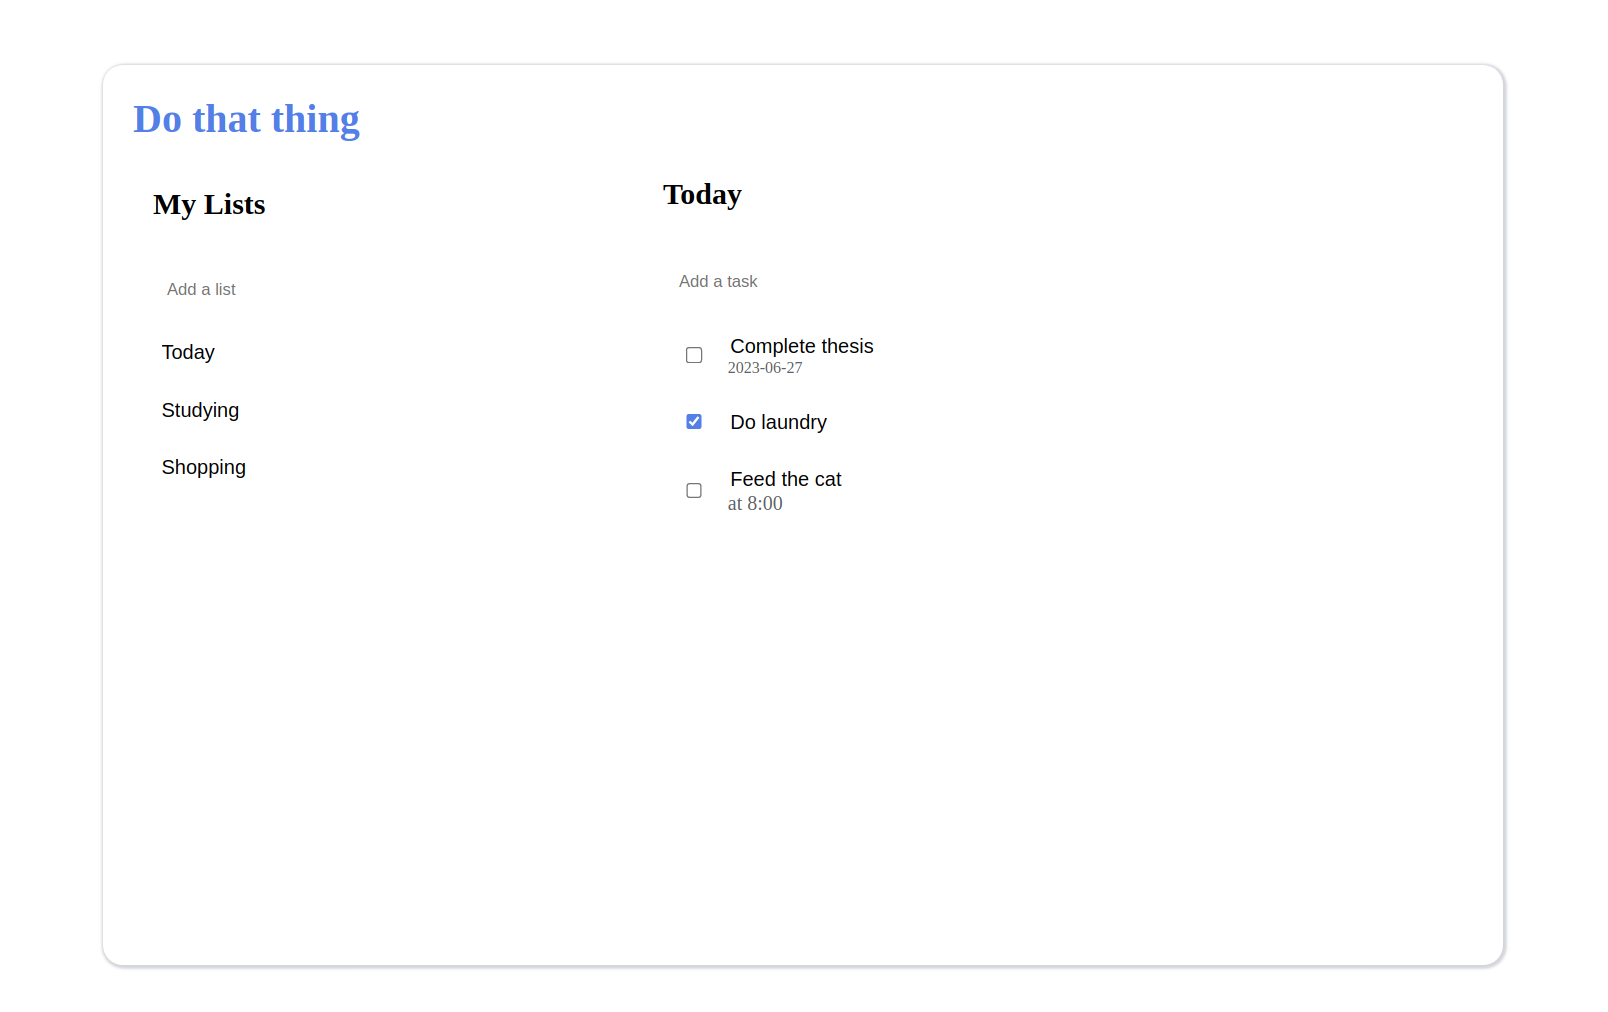 Do that thing
My Lists
Add a list
Today
Studying
Shopping
Today
Add a task
Complete thesis
2023-06-27
Do laundry
Feed the cat
at 8:00